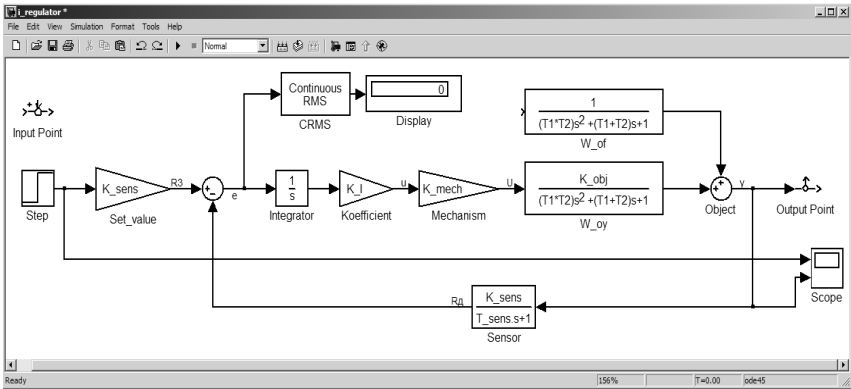 i_regulator *
File Edit View Simulation Format Tools Help
Normal
Continuous
RMS
CRMS
0
Display
1
(T1*T2)s2 +(T1+T2)s+1
W_of
Input Point
Step
K_sens
Set_value
Rз
+-
e
1
s
Integrator
K_I
Koefficient
u
K_mech
Mechanism
U
K_obj
(T1*T2)s2 +(T1+T2)s+1
W_oy
++
Object
y
Output Point
Scope
Rд
K_sens
T_sens.s+1
Sensor
Ready
156%
T=0.00
ode45